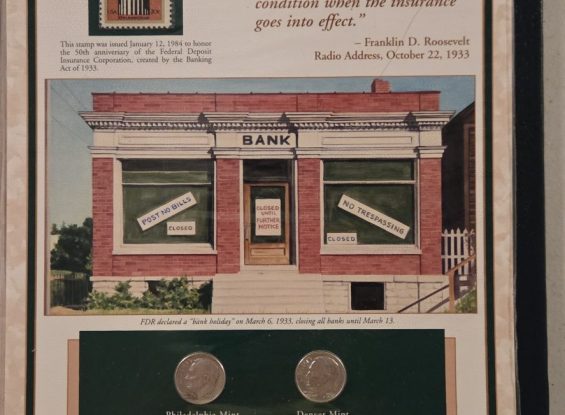 condition when the insurance
goes into effect.”
– Franklin D. Roosevelt
Radio Address, October 22, 1933
This stamp was issued January 12, 1984 to honor
the 50th anniversary of the Federal Deposit
Insurance Corporation, created by the Banking
Act of 1933.
BANK
POST NO BILLS
CLOSED
CLOSED
UNTIL
FURTHER
NOTICE
NO TRESPASSING
CLOSED
FDR declared a "bank holiday" on March 6, 1933, closing all banks until March 13.
Philadelphia Mint
Denver Mint